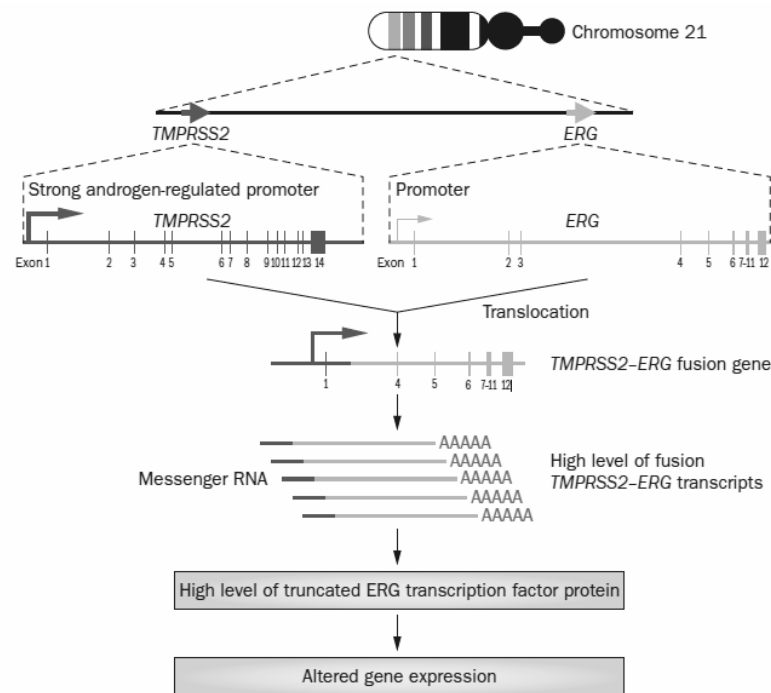 Chromosome 21
TMPRSS2
ERG
Strong androgen-regulated promoter
TMPRSS2
Exon 1 2 3 4 5 6 7 8 9 10 11 12 13 14
Promoter
ERG
Exon 1 2 3 4 5 6 7-11 12
Translocation
TMPRSS2–ERG fusion gene
1 4 5 6 7-11 12
Messenger RNA
AAAAA
AAAAA
AAAAA
AAAAA
AAAAA
High level of fusion
TMPRSS2–ERG transcripts
High level of truncated ERG transcription factor protein
Altered gene expression